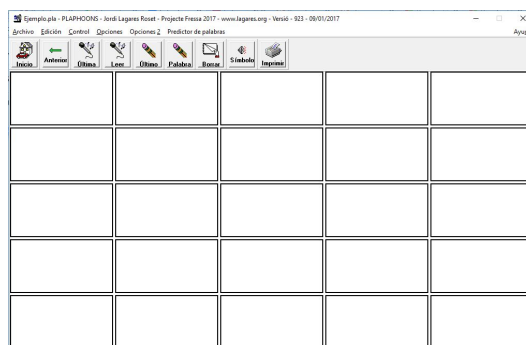 Ejemplo.pla - PLAPHOONS - Jordi Lagares Roset - Projecte Fressa 2017 - www.lagares.org - Versió - 923 - 09/01/2017
Archivo Edición Control Opciones Opciones 2 Predictor de palabras Ayu
Inicio Anterior Última Leer Último Palabra Borrar Símbolo Imprimir